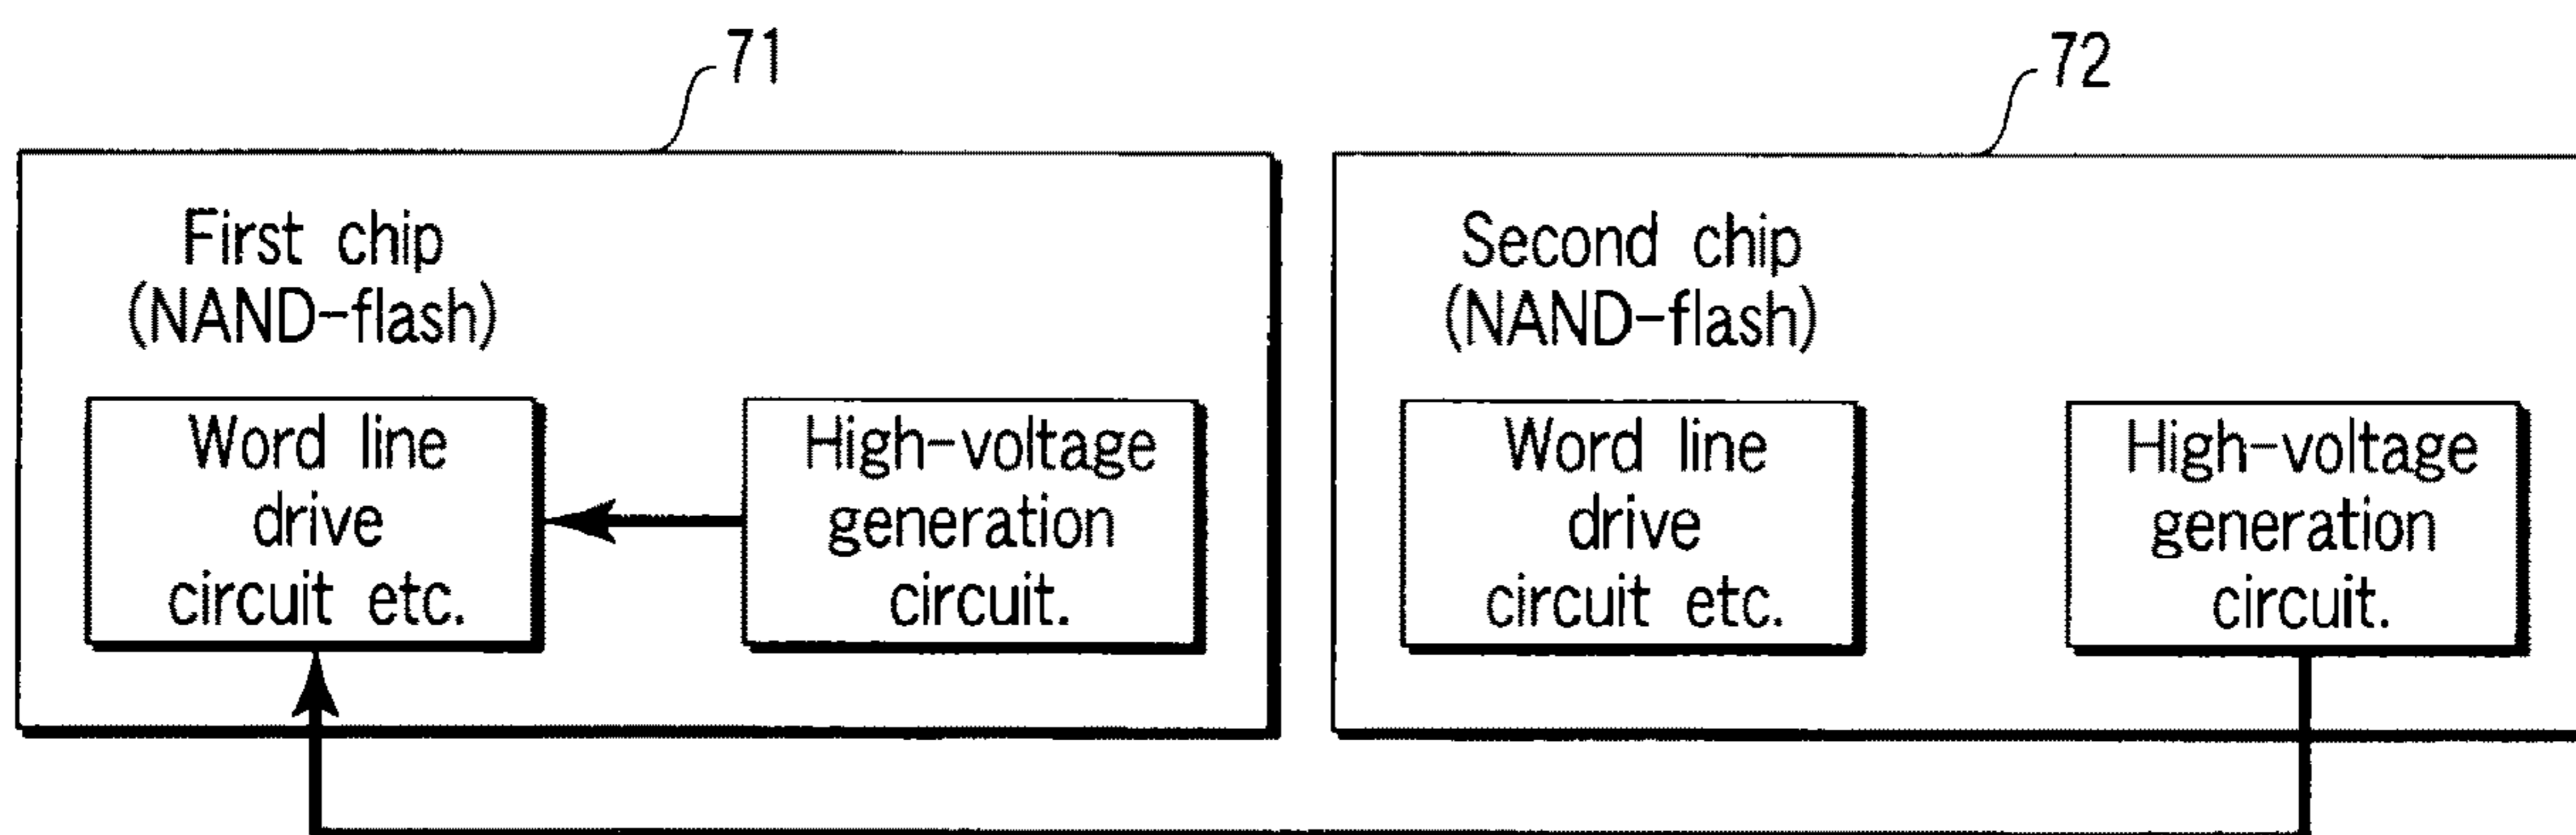 71
72
First chip
(NAND-flash)
Word line
drive
circuit etc.
High-voltage
generation
circuit.
Second chip
(NAND-flash)
Word line
drive
circuit etc.
High-voltage
generation
circuit.